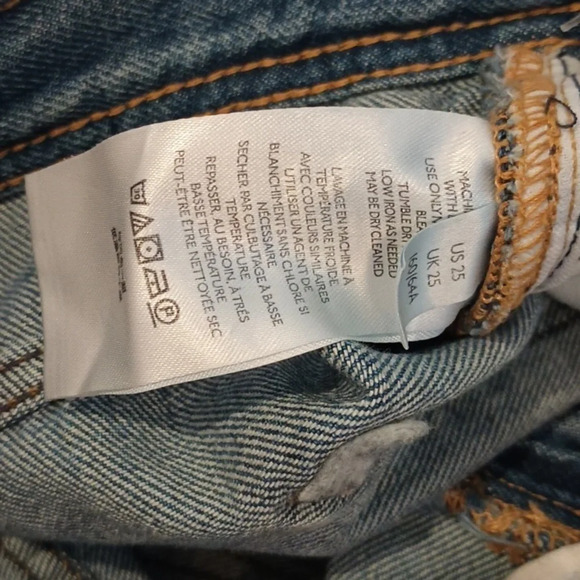 MACHI
WITH
USE ONLY N
BLE
TUMBLE DR
LOW IRON AS NEEDED
MAY BE DRY CLEANED
LAVAGE EN MACHINE À
TEMPÉRATURE FROIDE
AVEC COULEURS SIMILAIRES
UTILISER UN AGENT DE
BLANCHIMENT SANS CHLORE SI
NÉCESSAIRE
SECHER PAR CULBUTAGE À BASSE
TEMPÉRATURE
REPASSER, AU BESOIN, À TRÈS
BASSE TEMPÉRATURE
PEUT-ÊTRE ÊTRE NETTOYÉE SEC.
US 25
UK 25